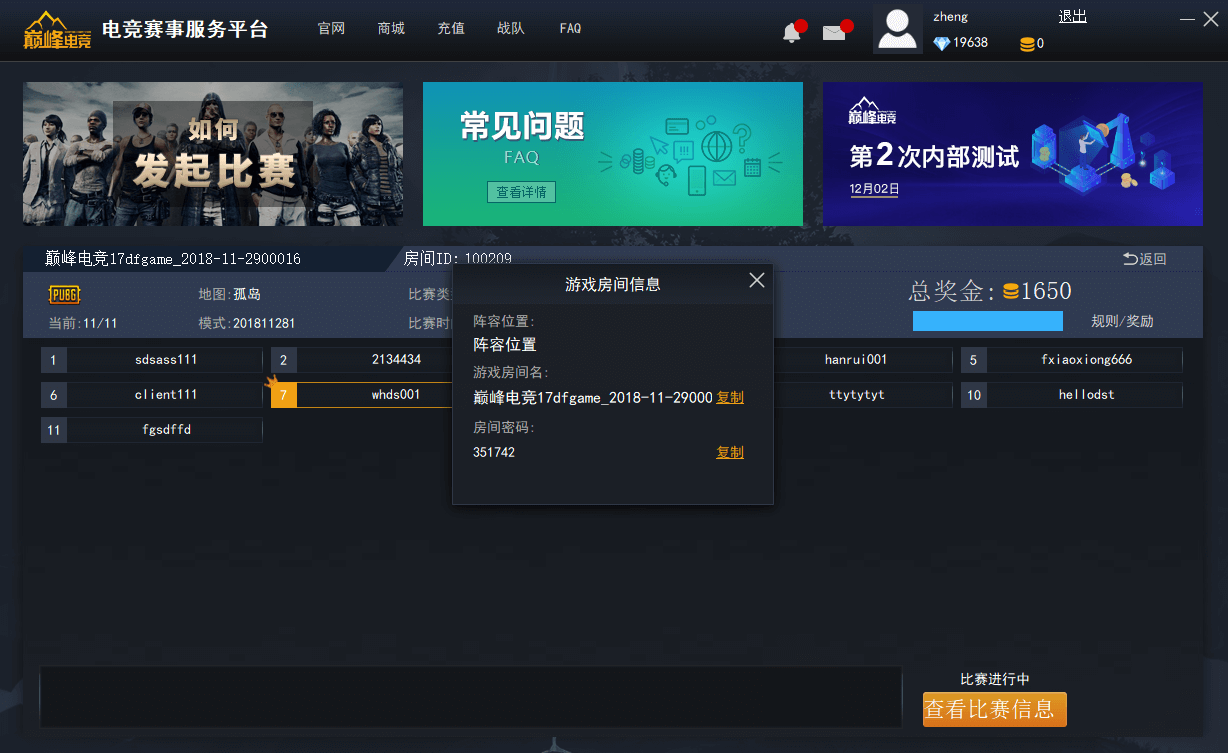 巅峰电竞 电竞赛事服务平台 官网 商城 充值 战队 FAQ zheng 退出
19638 0
如何
发起比赛
常见问题
FAQ
查看详情
巅峰电竞
第2次内部测试
12月02日
巅峰电竞17dfgame_2018-11-2900016 房间ID: 100209 返回
PUBG 地图:孤岛 比赛类 总奖金: 1650
当前:11/11 模式:201811281 比赛时 规则/奖励
游戏房间信息
阵容位置:
阵容位置
游戏房间名:
巅峰电竞17dfgame_2018-11-29000 复制
房间密码:
351742 复制
1 sdsass111 2 2134434 hanrui001 5 fxiaoxiong666
6 client111 7 whds001 ttytytyt 10 hellodst
11 fgsdffd
比赛进行中
查看比赛信息